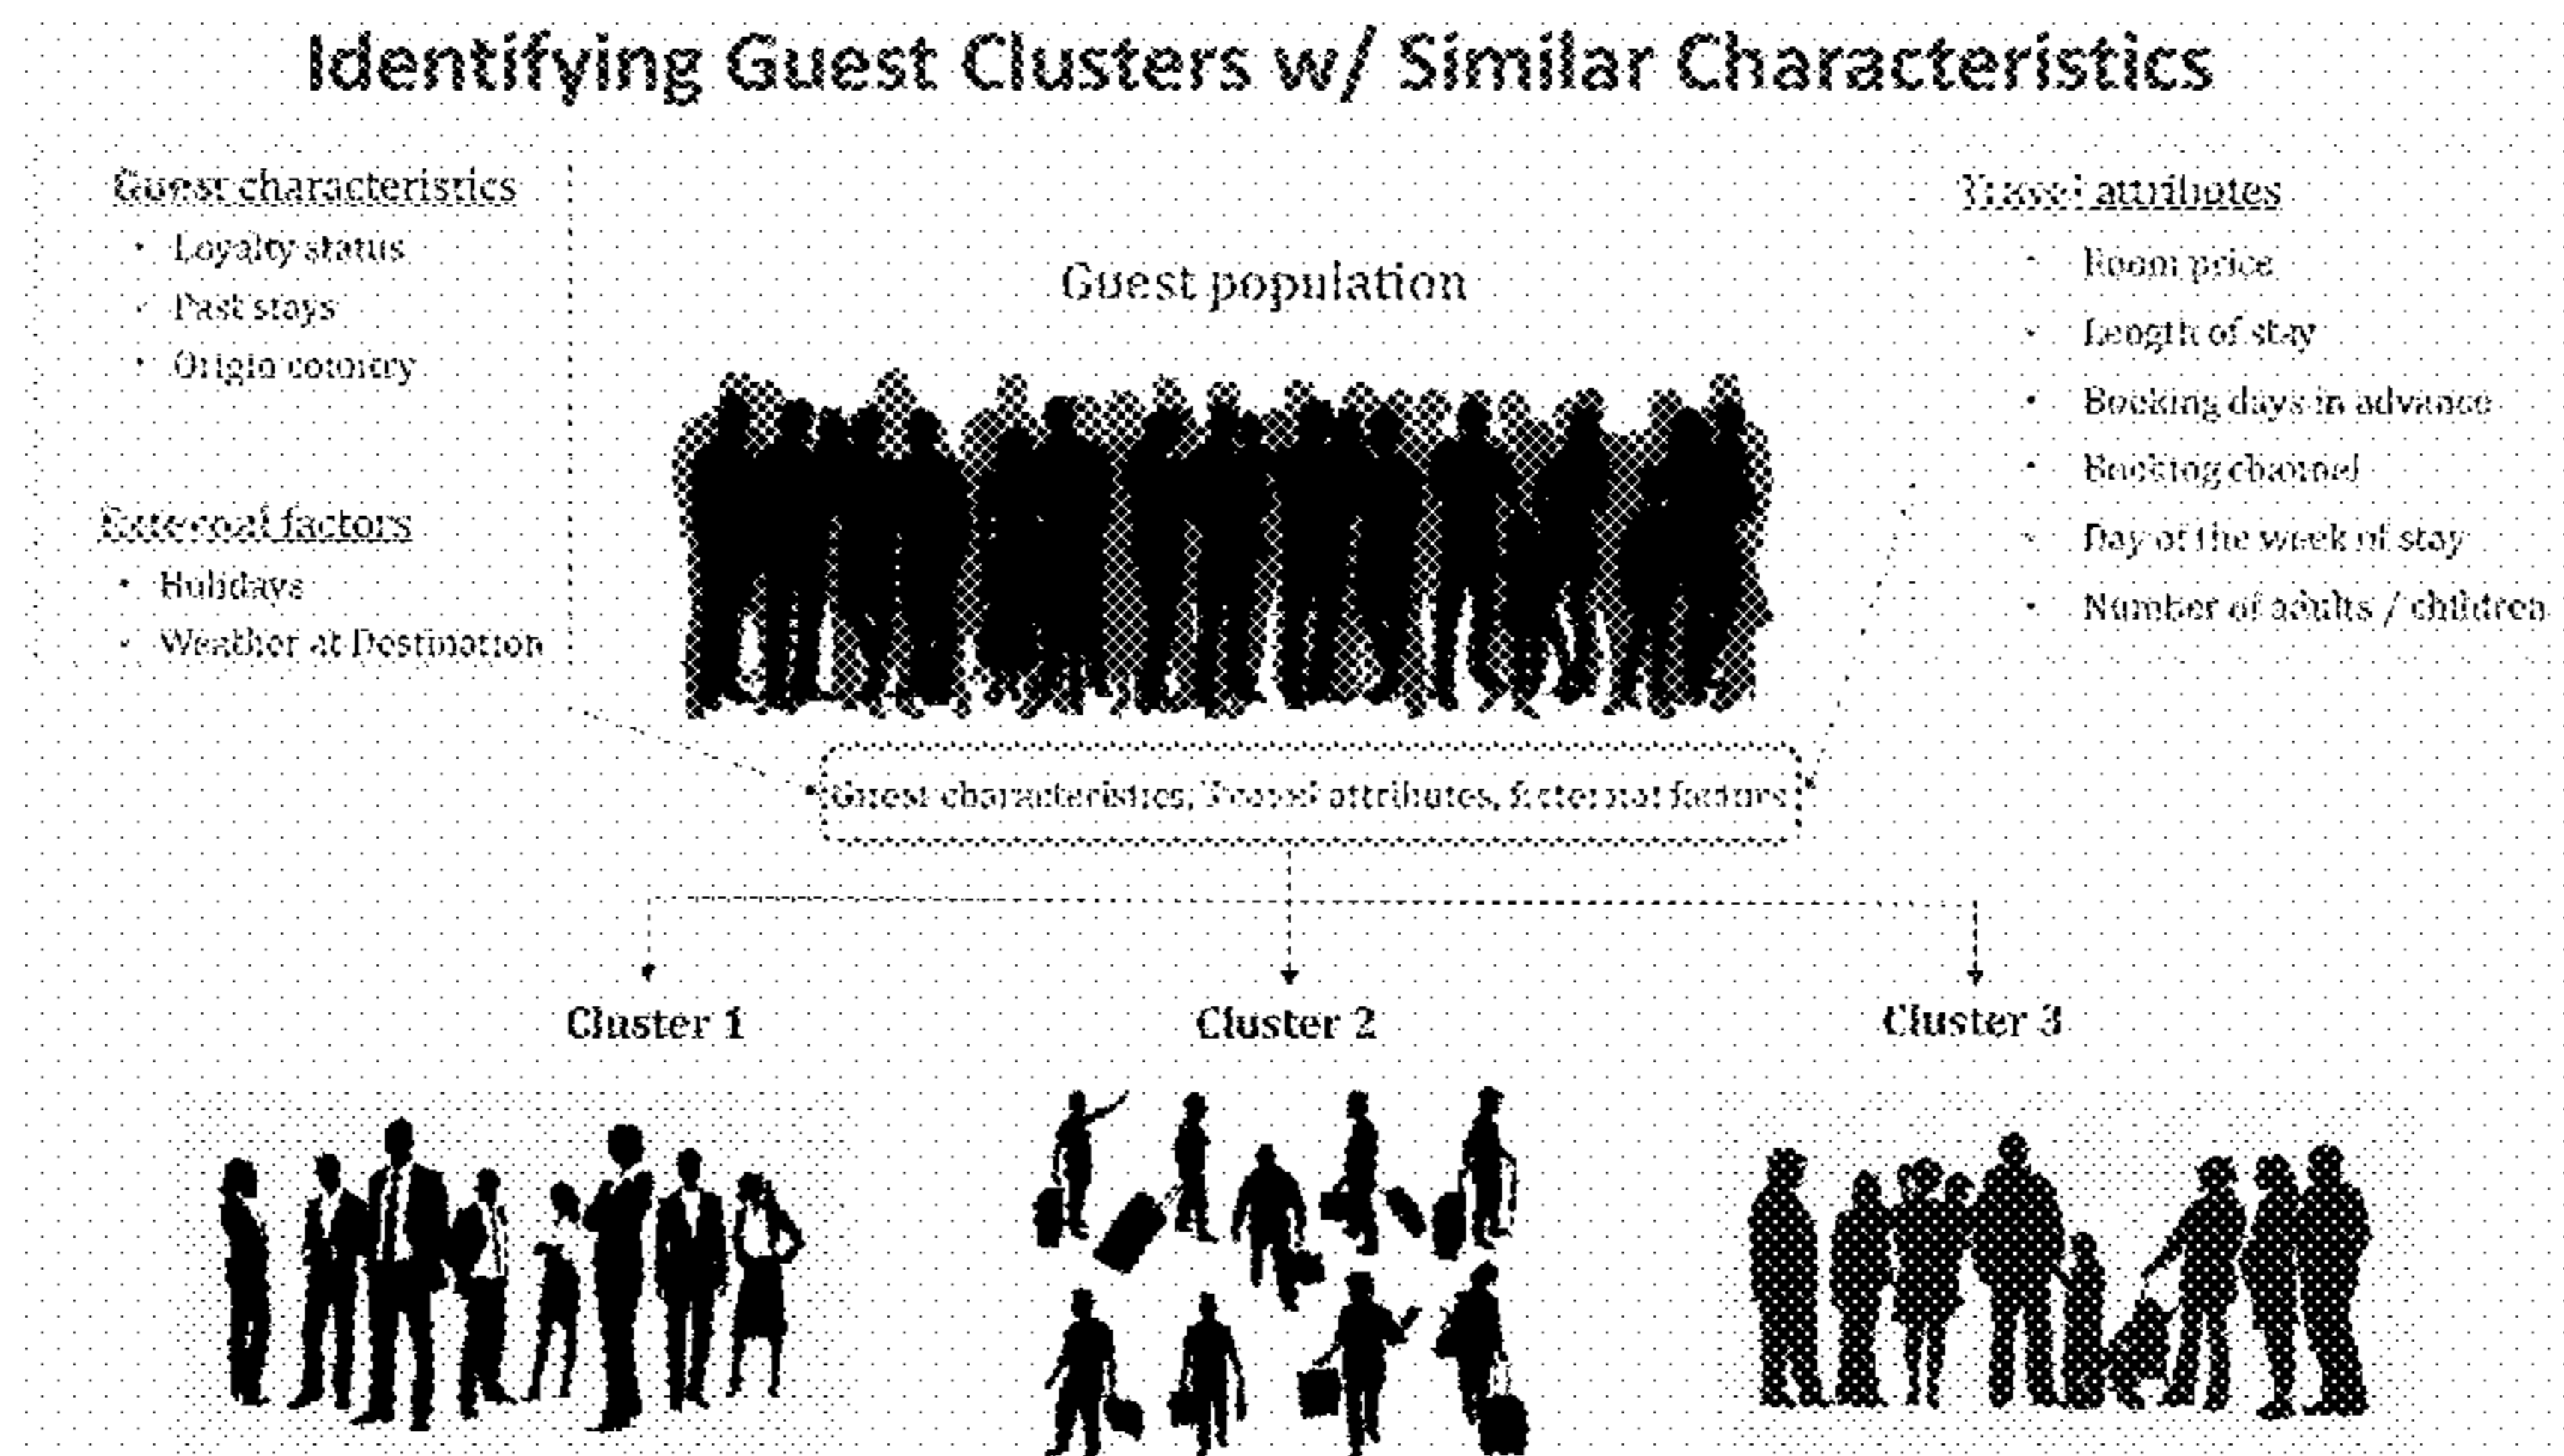 Identifying Guest Clusters w/ Similar Characteristics
Guest characteristics
• Loyalty status
• Past stays
• Origin country
External factors
• Holidays
• Weather at Destination
Guest population
Travel attributes
• Room price
• Length of stay
• Booking days in advance
• Booking channel
• Day of the week of stay
• Number of adults / children
Guest characteristics, Travel attributes, External factors
Cluster 1
Cluster 2
Cluster 3